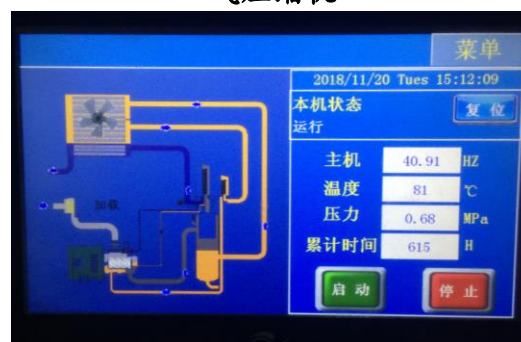 菜单
2018/11/20 Tues 15:12:09
本机状态
复位
运行
主机 40.91 HZ
温度 81 ℃
压力 0.68 MPa
累计时间 615 H
加载
启动 停止